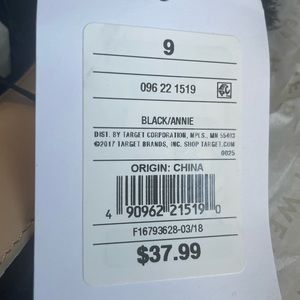 9
096 22 1519
BLACK/ANNIE
DIST. BY TARGET CORPORATION, MPLS., MN 55403
©2017 TARGET BRANDS, INC. SHOP TARGET.COM
0025
ORIGIN: CHINA
4 90962 21519 0
F16793628-03/18
$37.99